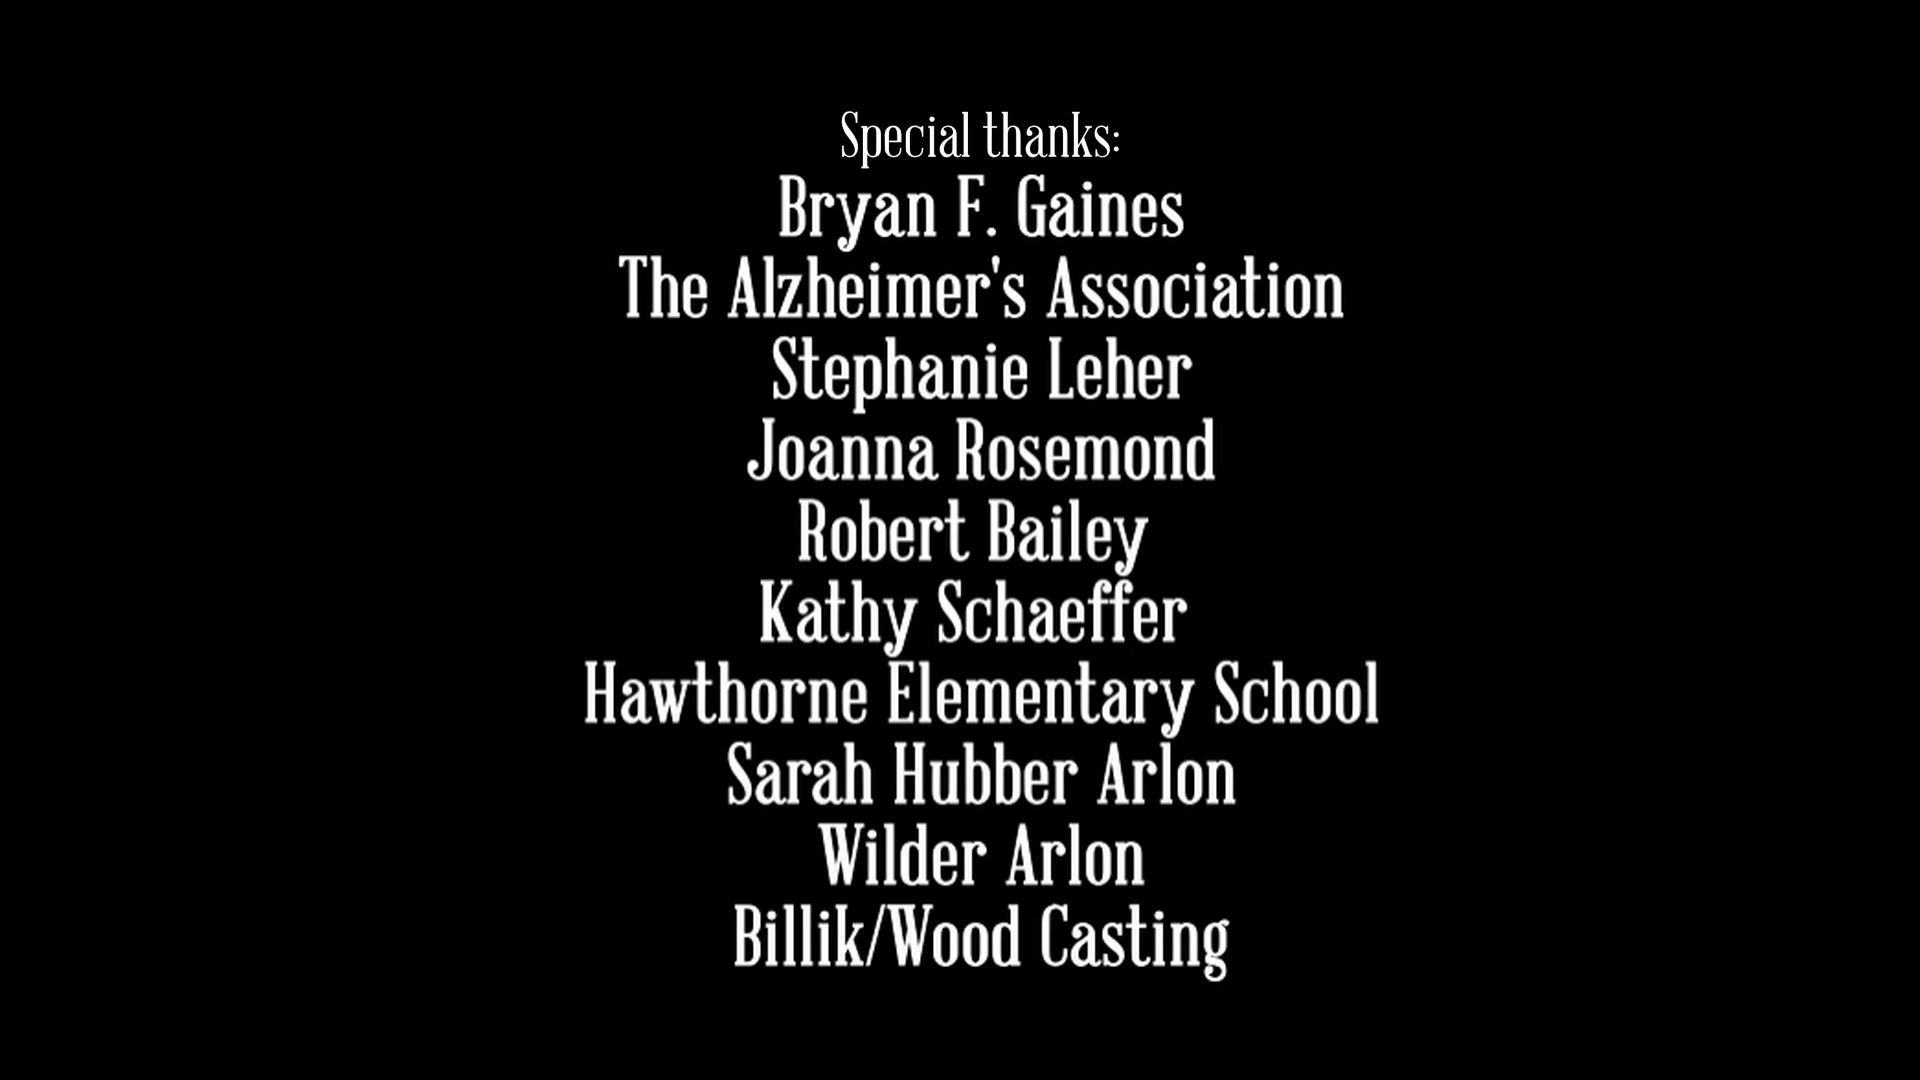 Special thanks:
Bryan F. Gaines
The Alzheimer's Association
Stephanie Leher
Joanna Rosemond
Robert Bailey
Kathy Schaeffer
Hawthorne Elementary School
Sarah Hubber Arlon
Wilder Arlon
Billik/Wood Casting